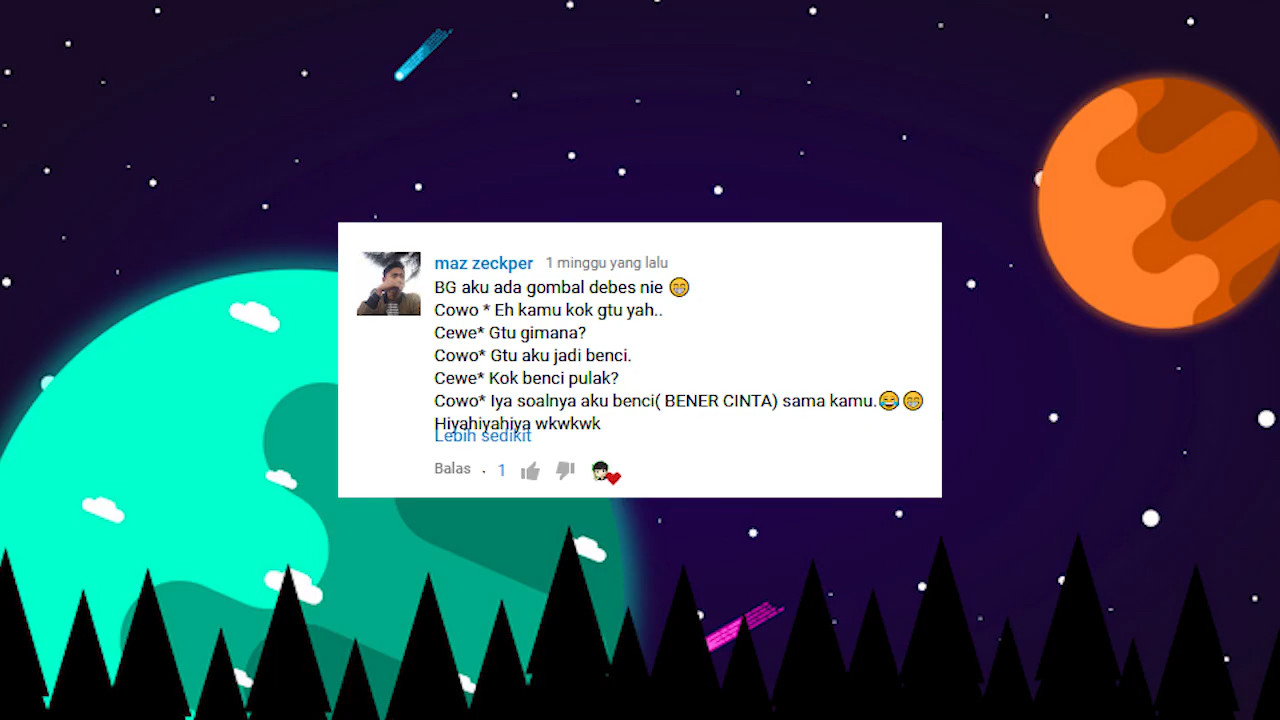 maz zeckper 1 minggu yang lalu
BG aku ada gombal debes nie 😁
Cowo * Eh kamu kok gtu yah..
Cewe* Gtu gimana?
Cowo* Gtu aku jadi benci.
Cewe* Kok benci pulak?
Cowo* Iya soalnya aku benci( BENER CINTA) sama kamu.😂😁
Hiyahiyahiya wkwkwk
Lebih sedikit
Balas . 1